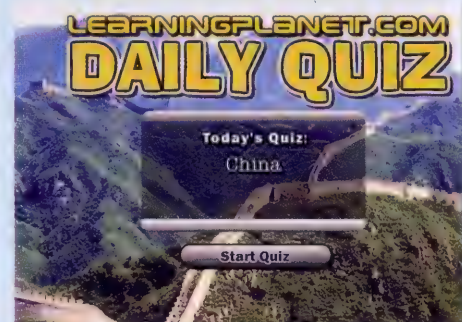 LEARNINGPLANET.COM
DAILY QUIZ
Today's Quiz:
China
Start Quiz